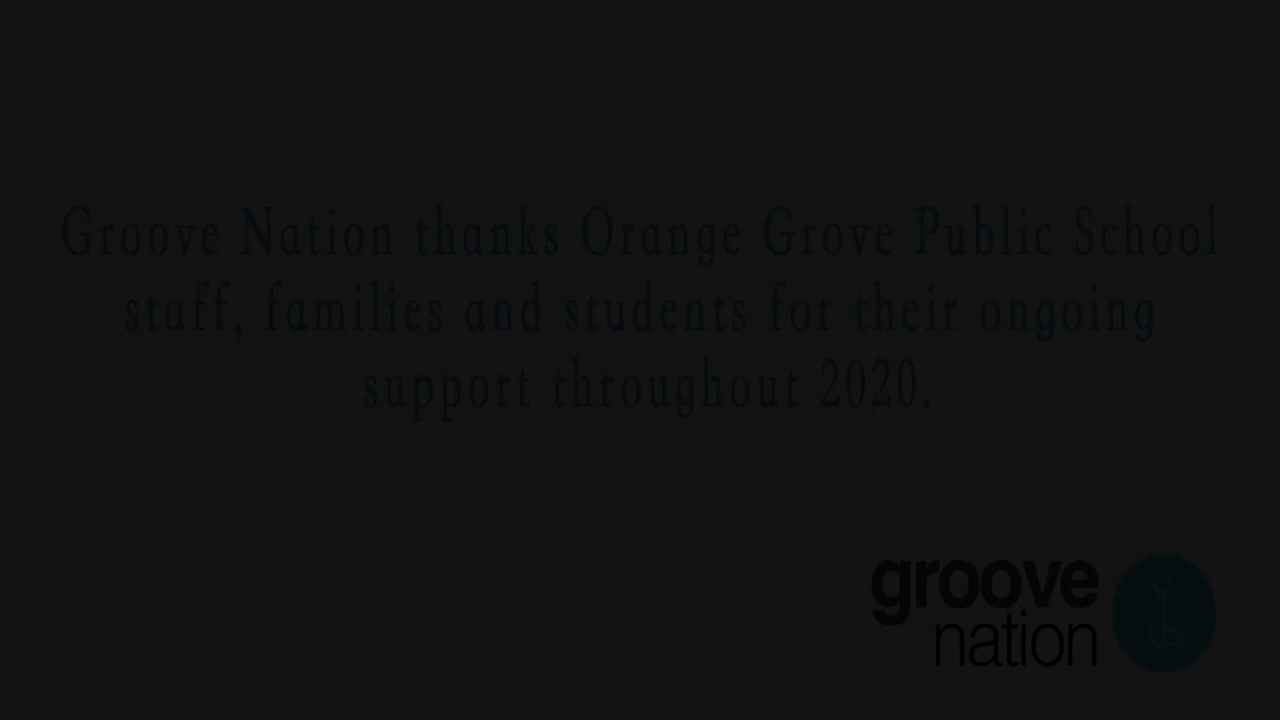 Groove Nation thanks Orange Grove Public School
staff, families and students for their ongoing
support throughout 2020.
groove
nation